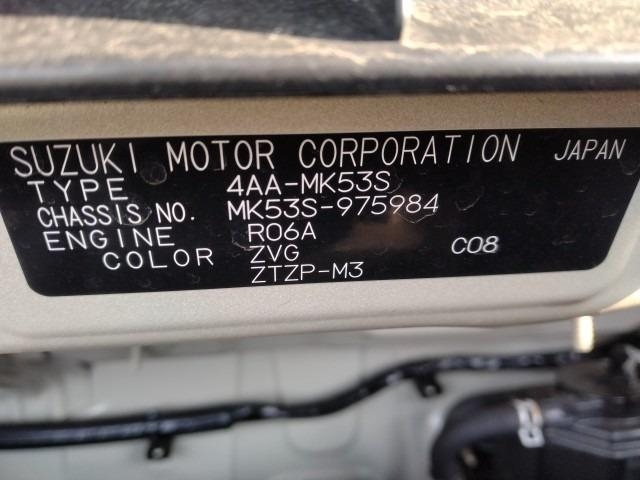 SUZUKI MOTOR CORPORATION JAPAN
TYPE 4AA-MK53S
CHASSIS NO. MK53S-975984
ENGINE R06A
COLOR ZVG C08
ZTZP-M3